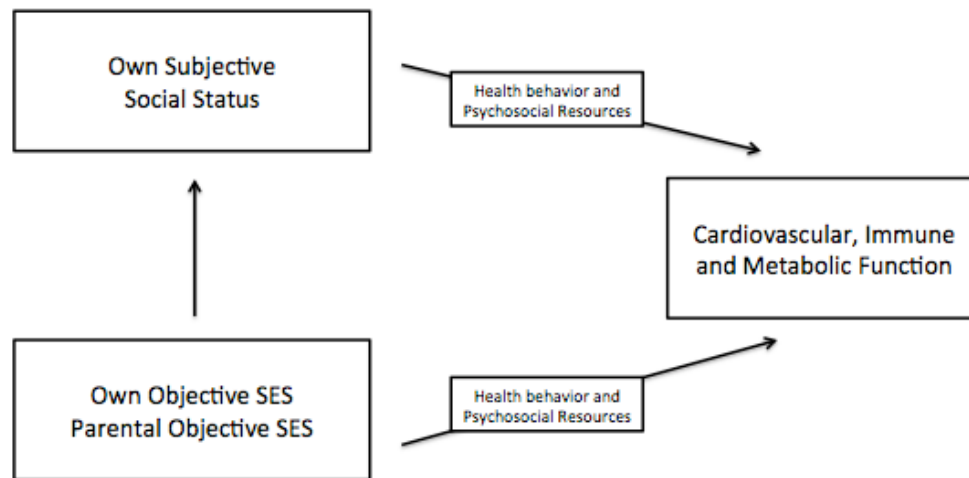 Own Subjective
Social Status
Health behavior and
Psychosocial Resources
Cardiovascular, Immune
and Metabolic Function
Own Objective SES
Parental Objective SES
Health behavior and
Psychosocial Resources